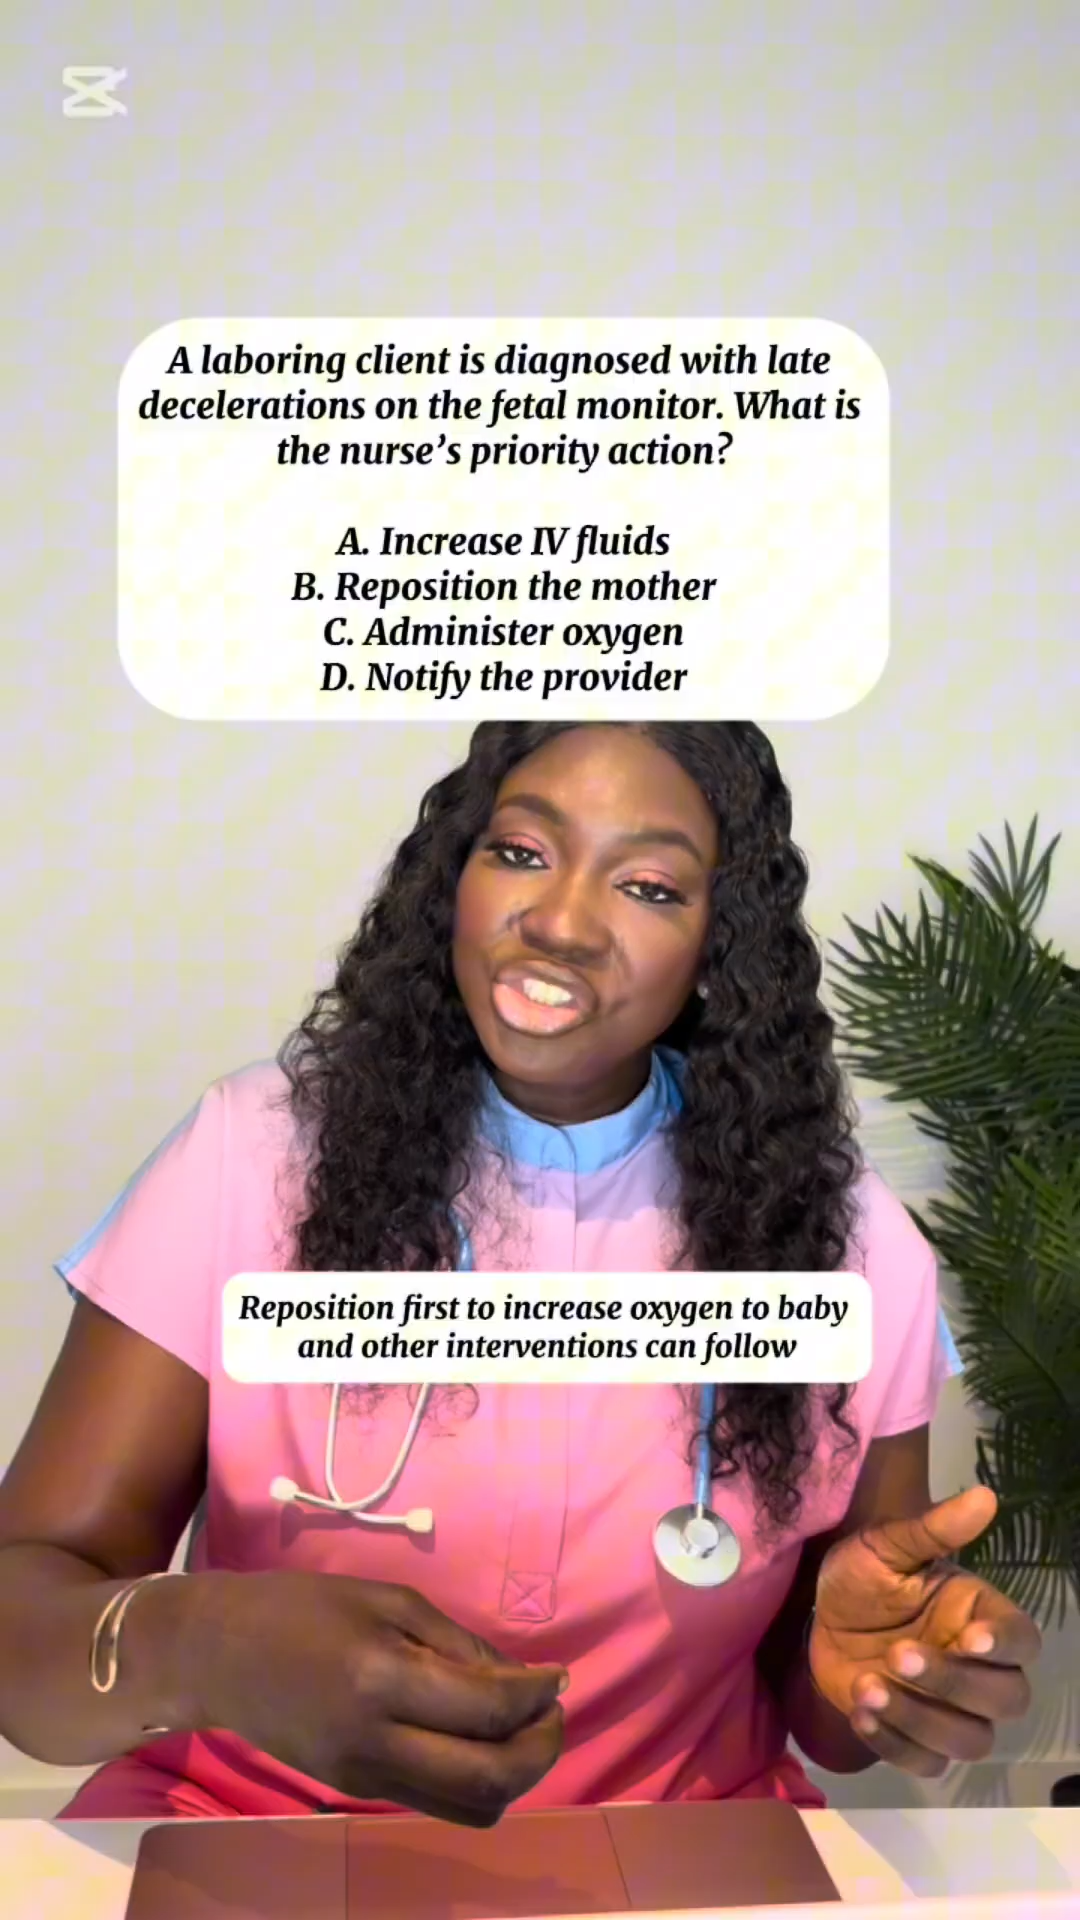 A laboring client is diagnosed with late
decelerations on the fetal monitor. What is
the nurse’s priority action?
A. Increase IV fluids
B. Reposition the mother
C. Administer oxygen
D. Notify the provider
Reposition first to increase oxygen to baby
and other interventions can follow